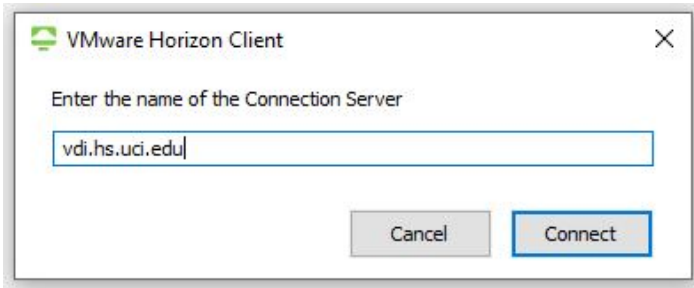 VMware Horizon Client
Enter the name of the Connection Server
vdi.hs.uci.edu
Cancel Connect